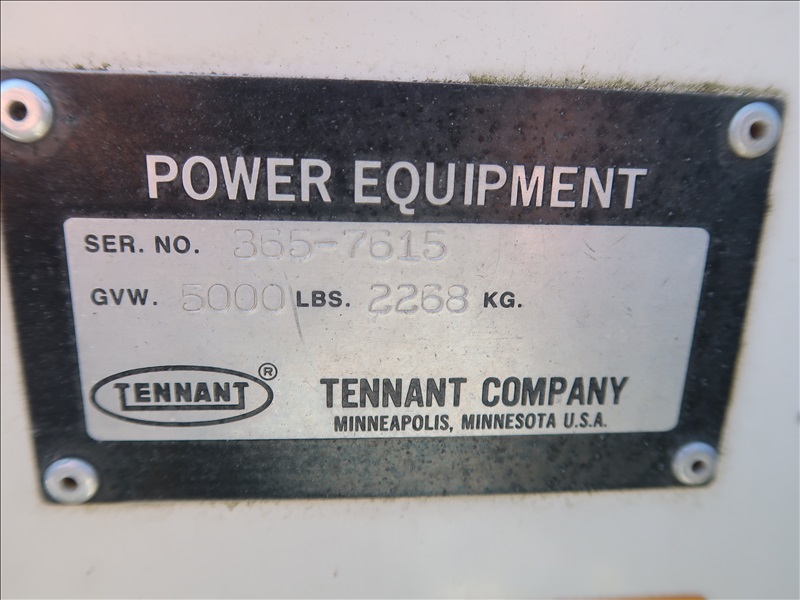 POWER EQUIPMENT
SER. NO. 365-7615
GVW. 5000 LBS. 2268 KG.
TENNANT ® TENNANT COMPANY
MINNEAPOLIS, MINNESOTA U.S.A.